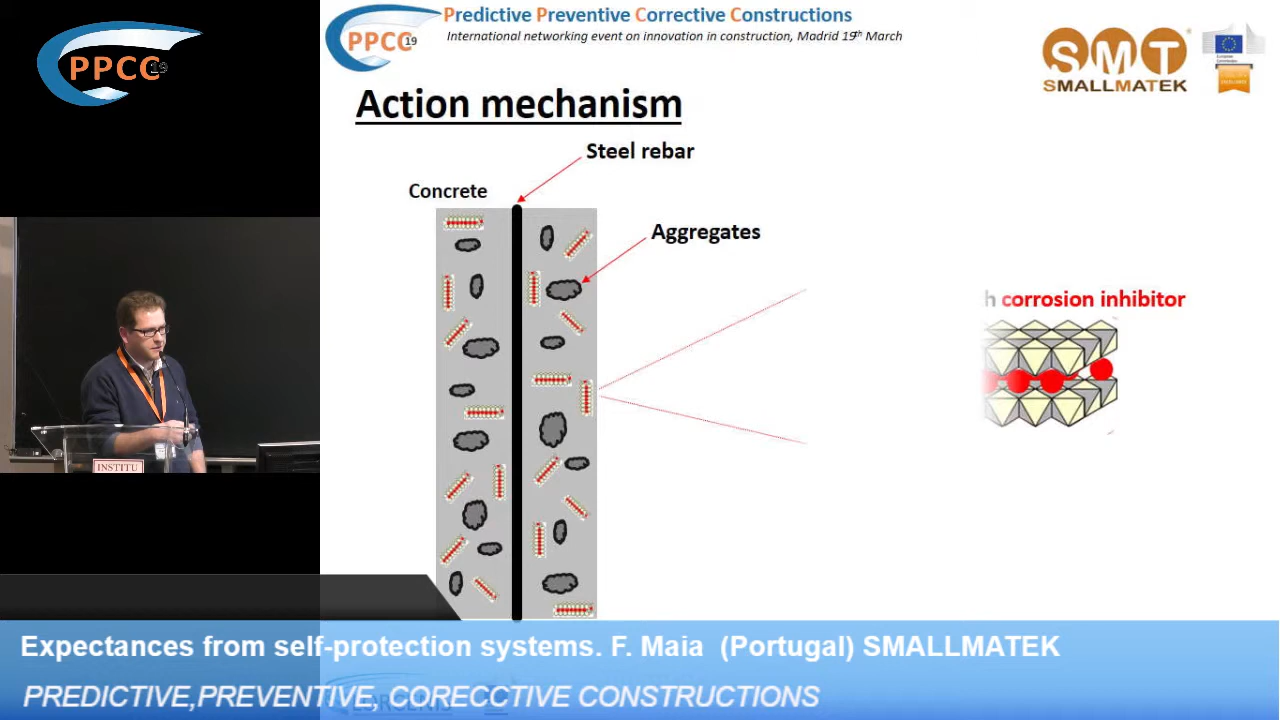 PPCC19
PPCC19
Predictive Preventive Corrective Constructions
International networking event on innovation in construction, Madrid 19th March
SMT
SMALLMATEK
Action mechanism
Steel rebar
Concrete
Aggregates
h corrosion inhibitor
INSTITU
Expectances from self-protection systems. F. Maia (Portugal) SMALLMATEK
PREDICTIVE,PREVENTIVE, CORECCTIVE CONSTRUCTIONS